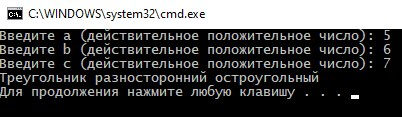 C:\WINDOWS\system32\cmd.exe
Введите a (действительное положительное число): 5
Введите b (действительное положительное число): 6
Введите c (действительное положительное число): 7
Треугольник разносторонний остроугольный
Для продолжения нажмите любую клавишу . . .